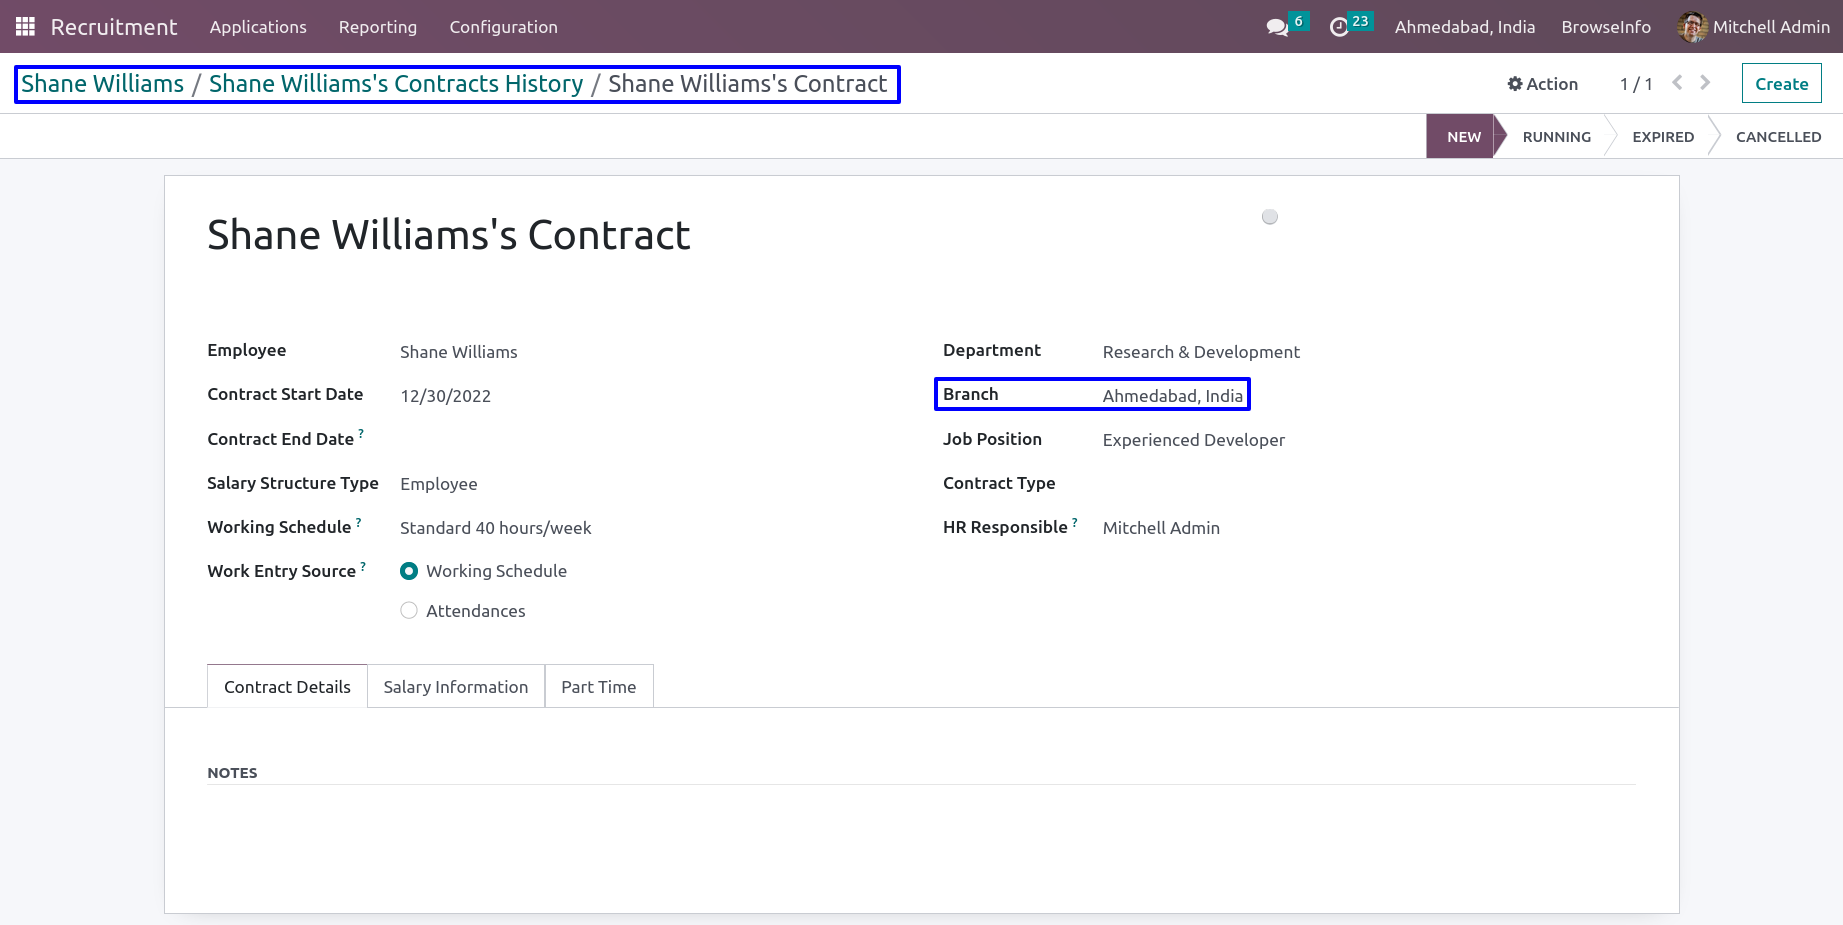 Recruitment Applications Reporting Configuration 6 23 Ahmedabad, India BrowseInfo Mitchell Admin
Shane Williams / Shane Williams's Contracts History / Shane Williams's Contract Action 1 / 1 Create
NEW RUNNING EXPIRED CANCELLED
Shane Williams's Contract
Employee Shane Williams
Contract Start Date 12/30/2022
Contract End Date ?
Salary Structure Type Employee
Working Schedule ? Standard 40 hours/week
Work Entry Source ? Working Schedule
Attendances
Department Research & Development
Branch Ahmedabad, India
Job Position Experienced Developer
Contract Type
HR Responsible ? Mitchell Admin
Contract Details Salary Information Part Time
NOTES